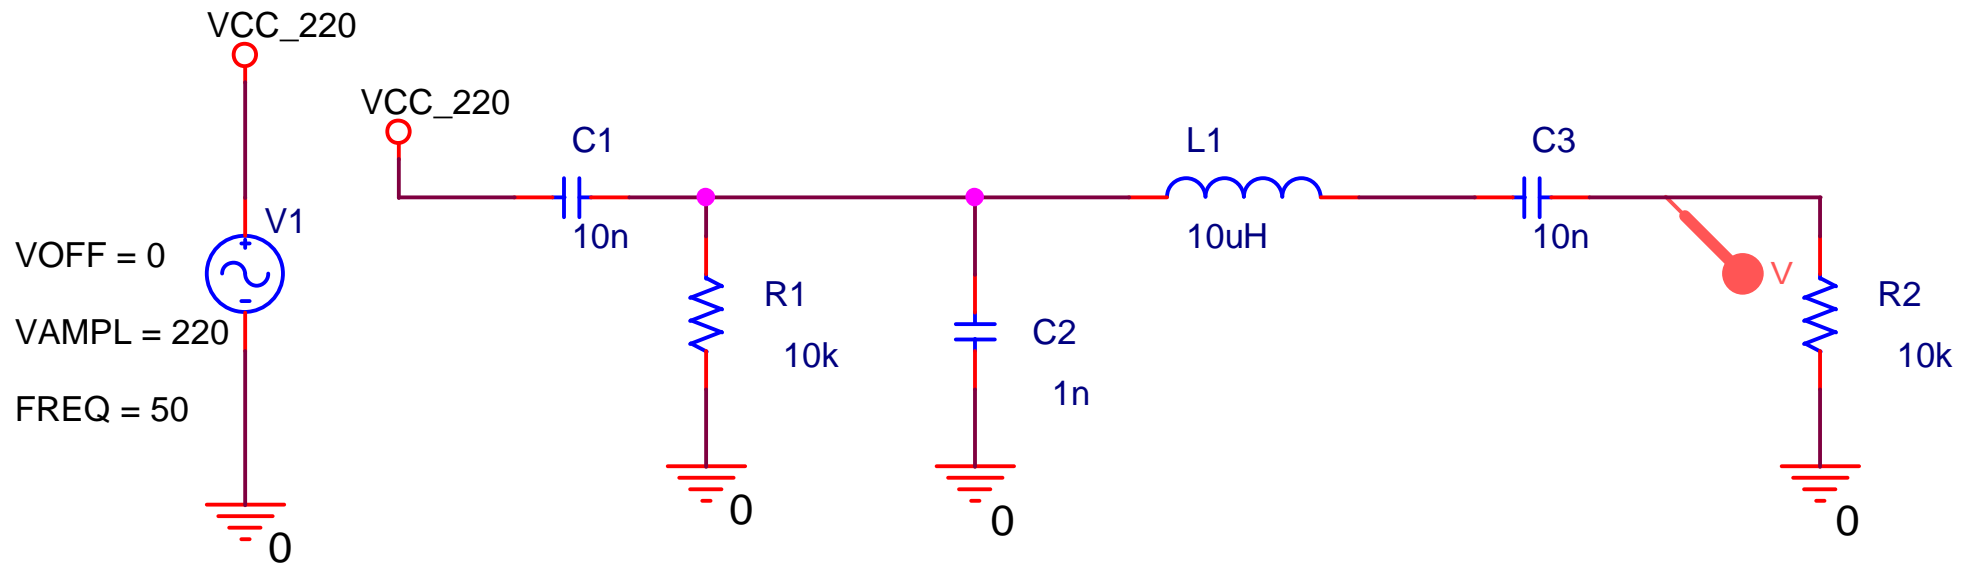 VCC_220
VCC_220
C1
L1
C3
V1
10n
10uH
10n
VOFF = 0
V
R1
R2
VAMPL = 220
C2
10k
10k
1n
FREQ = 50
0
0
0
0